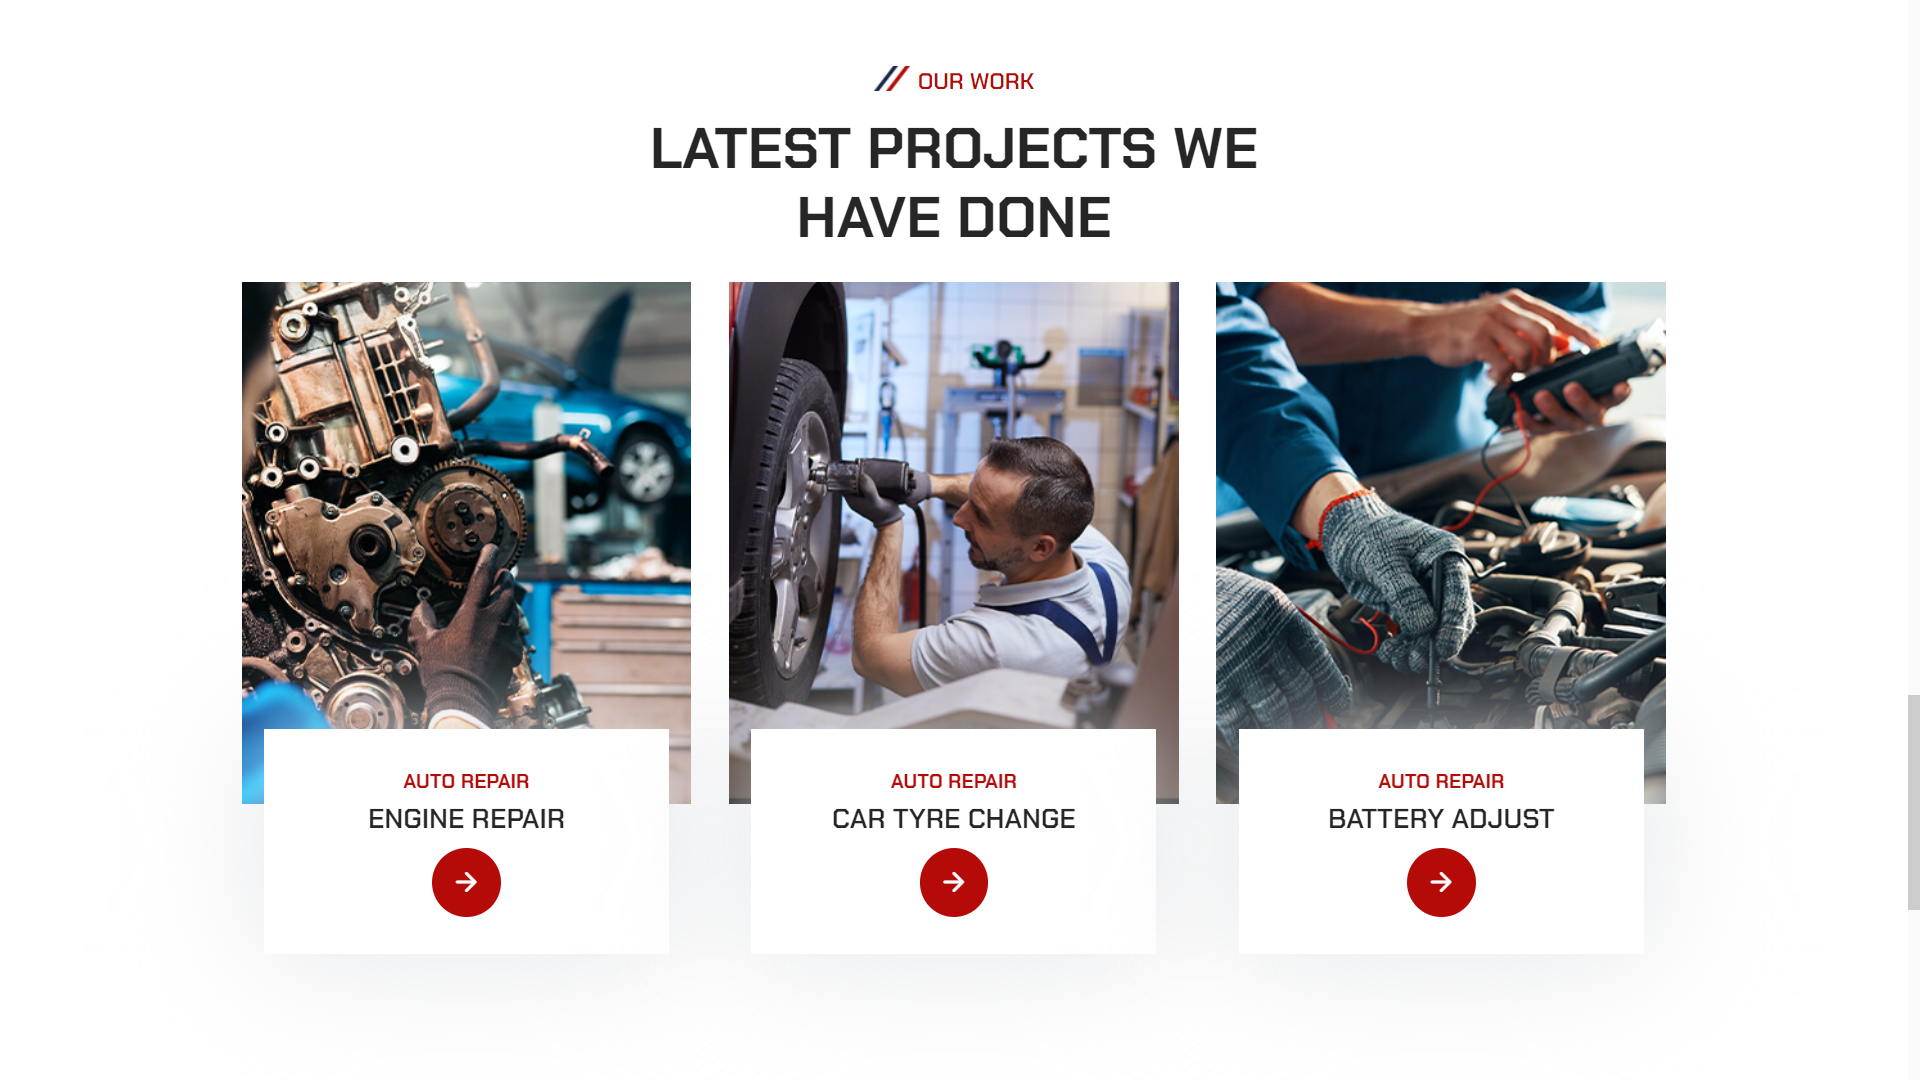 OUR WORK
LATEST PROJECTS WE
HAVE DONE
AUTO REPAIR
ENGINE REPAIR
AUTO REPAIR
CAR TYRE CHANGE
AUTO REPAIR
BATTERY ADJUST